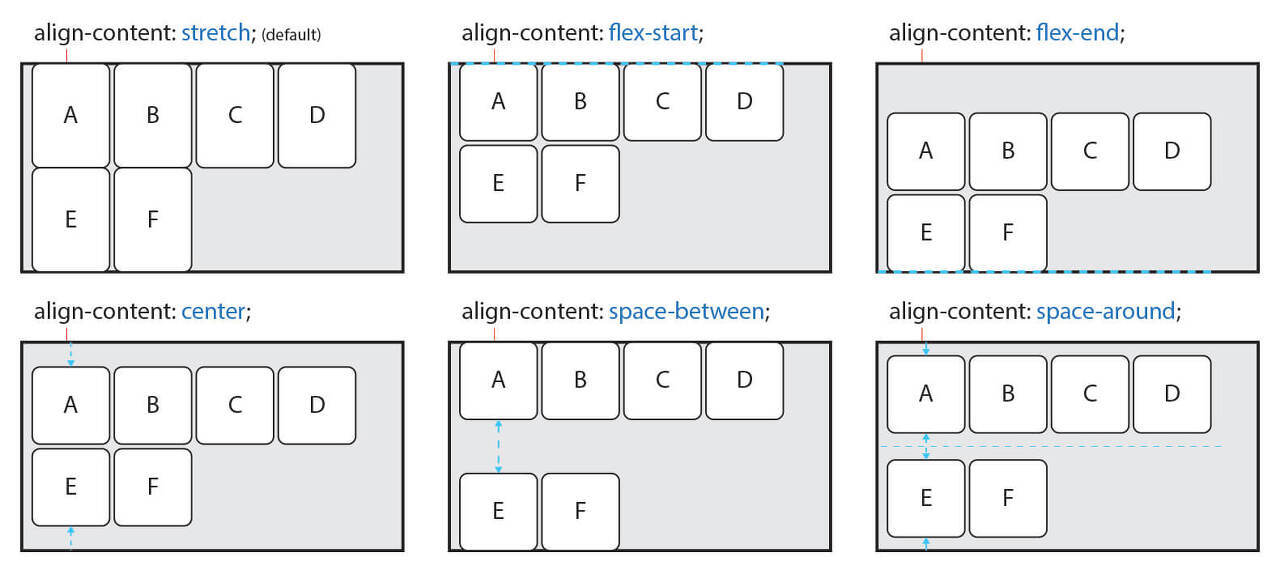 align-content: stretch; (default)
align-content: flex-start;
align-content: flex-end;
A B C D
E F
A B C D
E F
A B C D
E F
align-content: center;
align-content: space-between;
align-content: space-around;
A B C D
E F
A B C D
E F
A B C D
E F